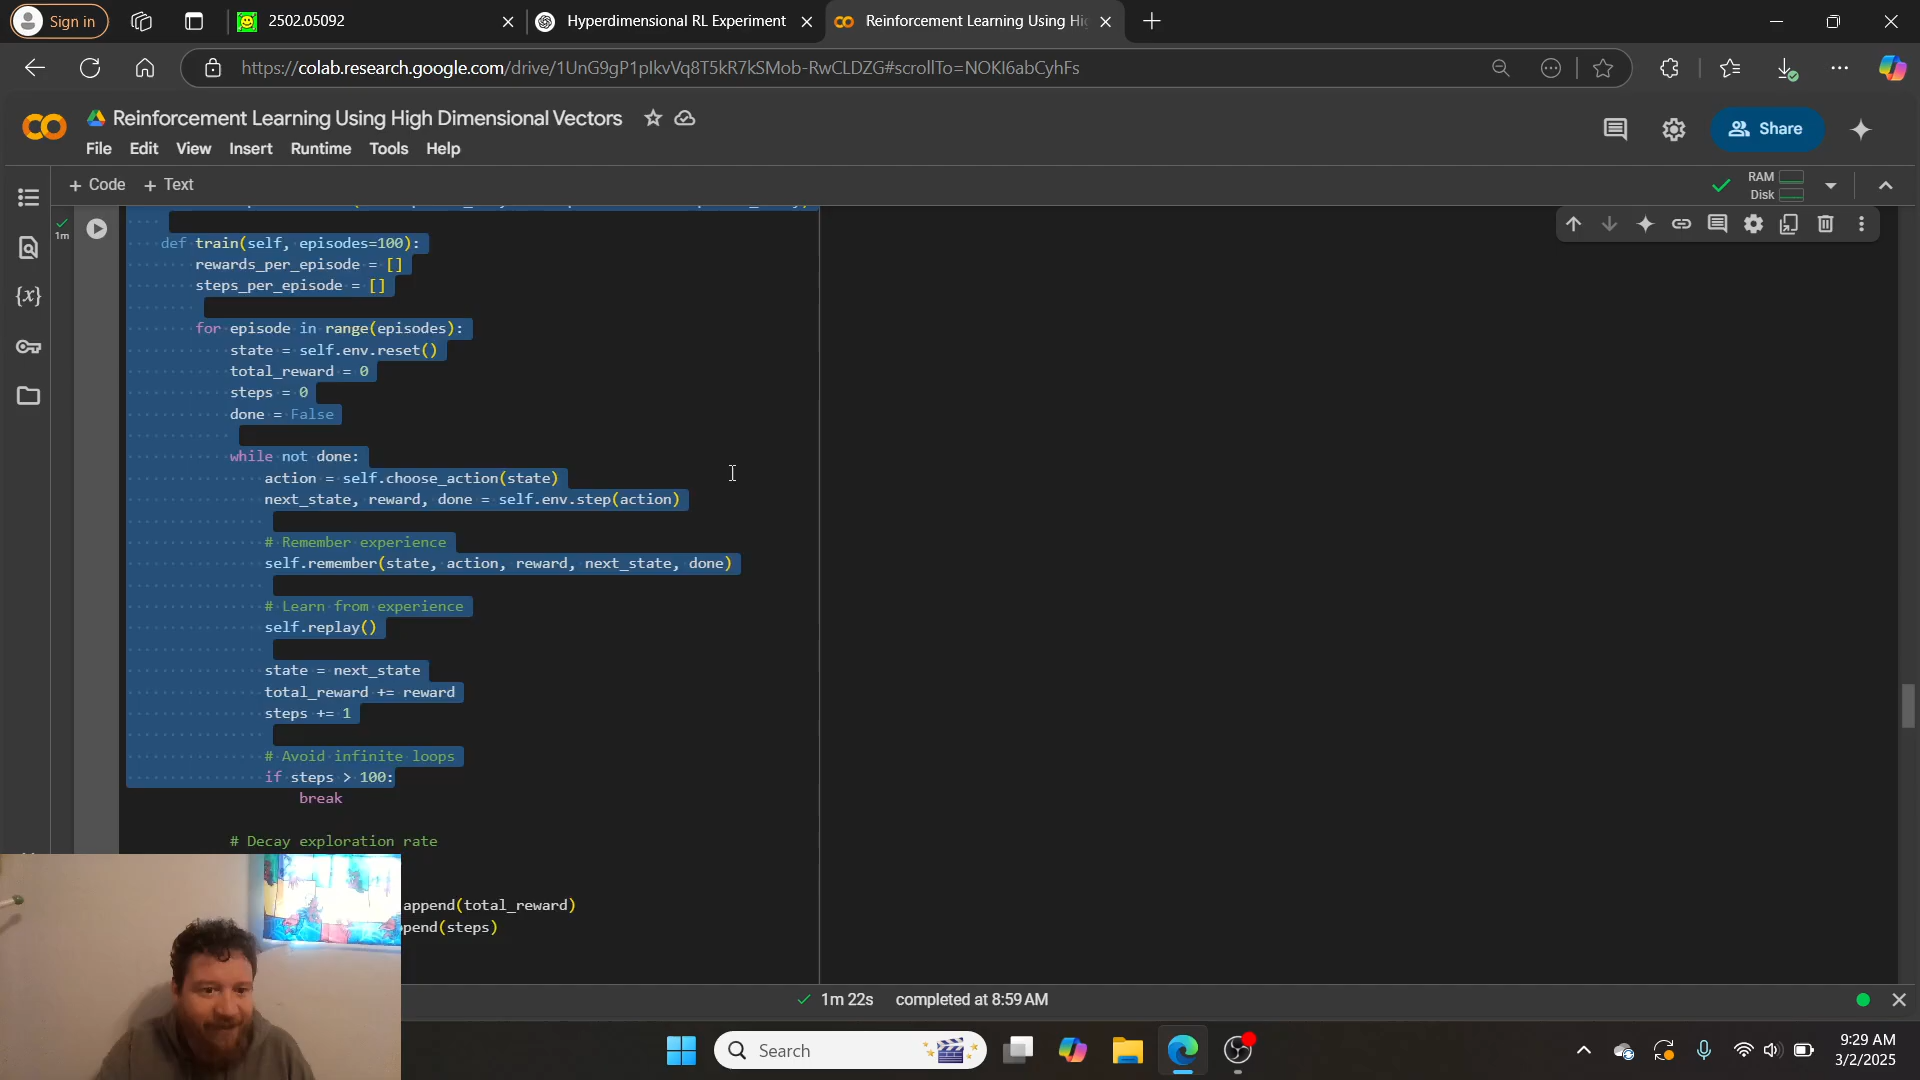 Sign in
2502.05092
Hyperdimensional RL Experiment
Reinforcement Learning Using Hi
https://colab.research.google.com/drive/1UnG9gP1pIkvVq8T5kR7kSMob-RwCLDZG#scrollTo=NOKI6abCyhFs
Reinforcement Learning Using High Dimensional Vectors
File Edit View Insert Runtime Tools Help
Share
+ Code + Text
RAM
Disk
1m
def train(self, episodes=100):
rewards_per_episode = []
steps_per_episode = []
for episode in range(episodes):
state = self.env.reset()
total_reward = 0
steps = 0
done = False
while not done:
action = self.choose_action(state)
next_state, reward, done = self.env.step(action)
# Remember experience
self.remember(state, action, reward, next_state, done)
# Learn from experience
self.replay()
state = next_state
total_reward += reward
steps += 1
# Avoid infinite loops
if steps > 100:
break
# Decay exploration rate
append(total_reward)
pend(steps)
1m 22s completed at 8:59 AM
Search
9:29 AM
3/2/2025